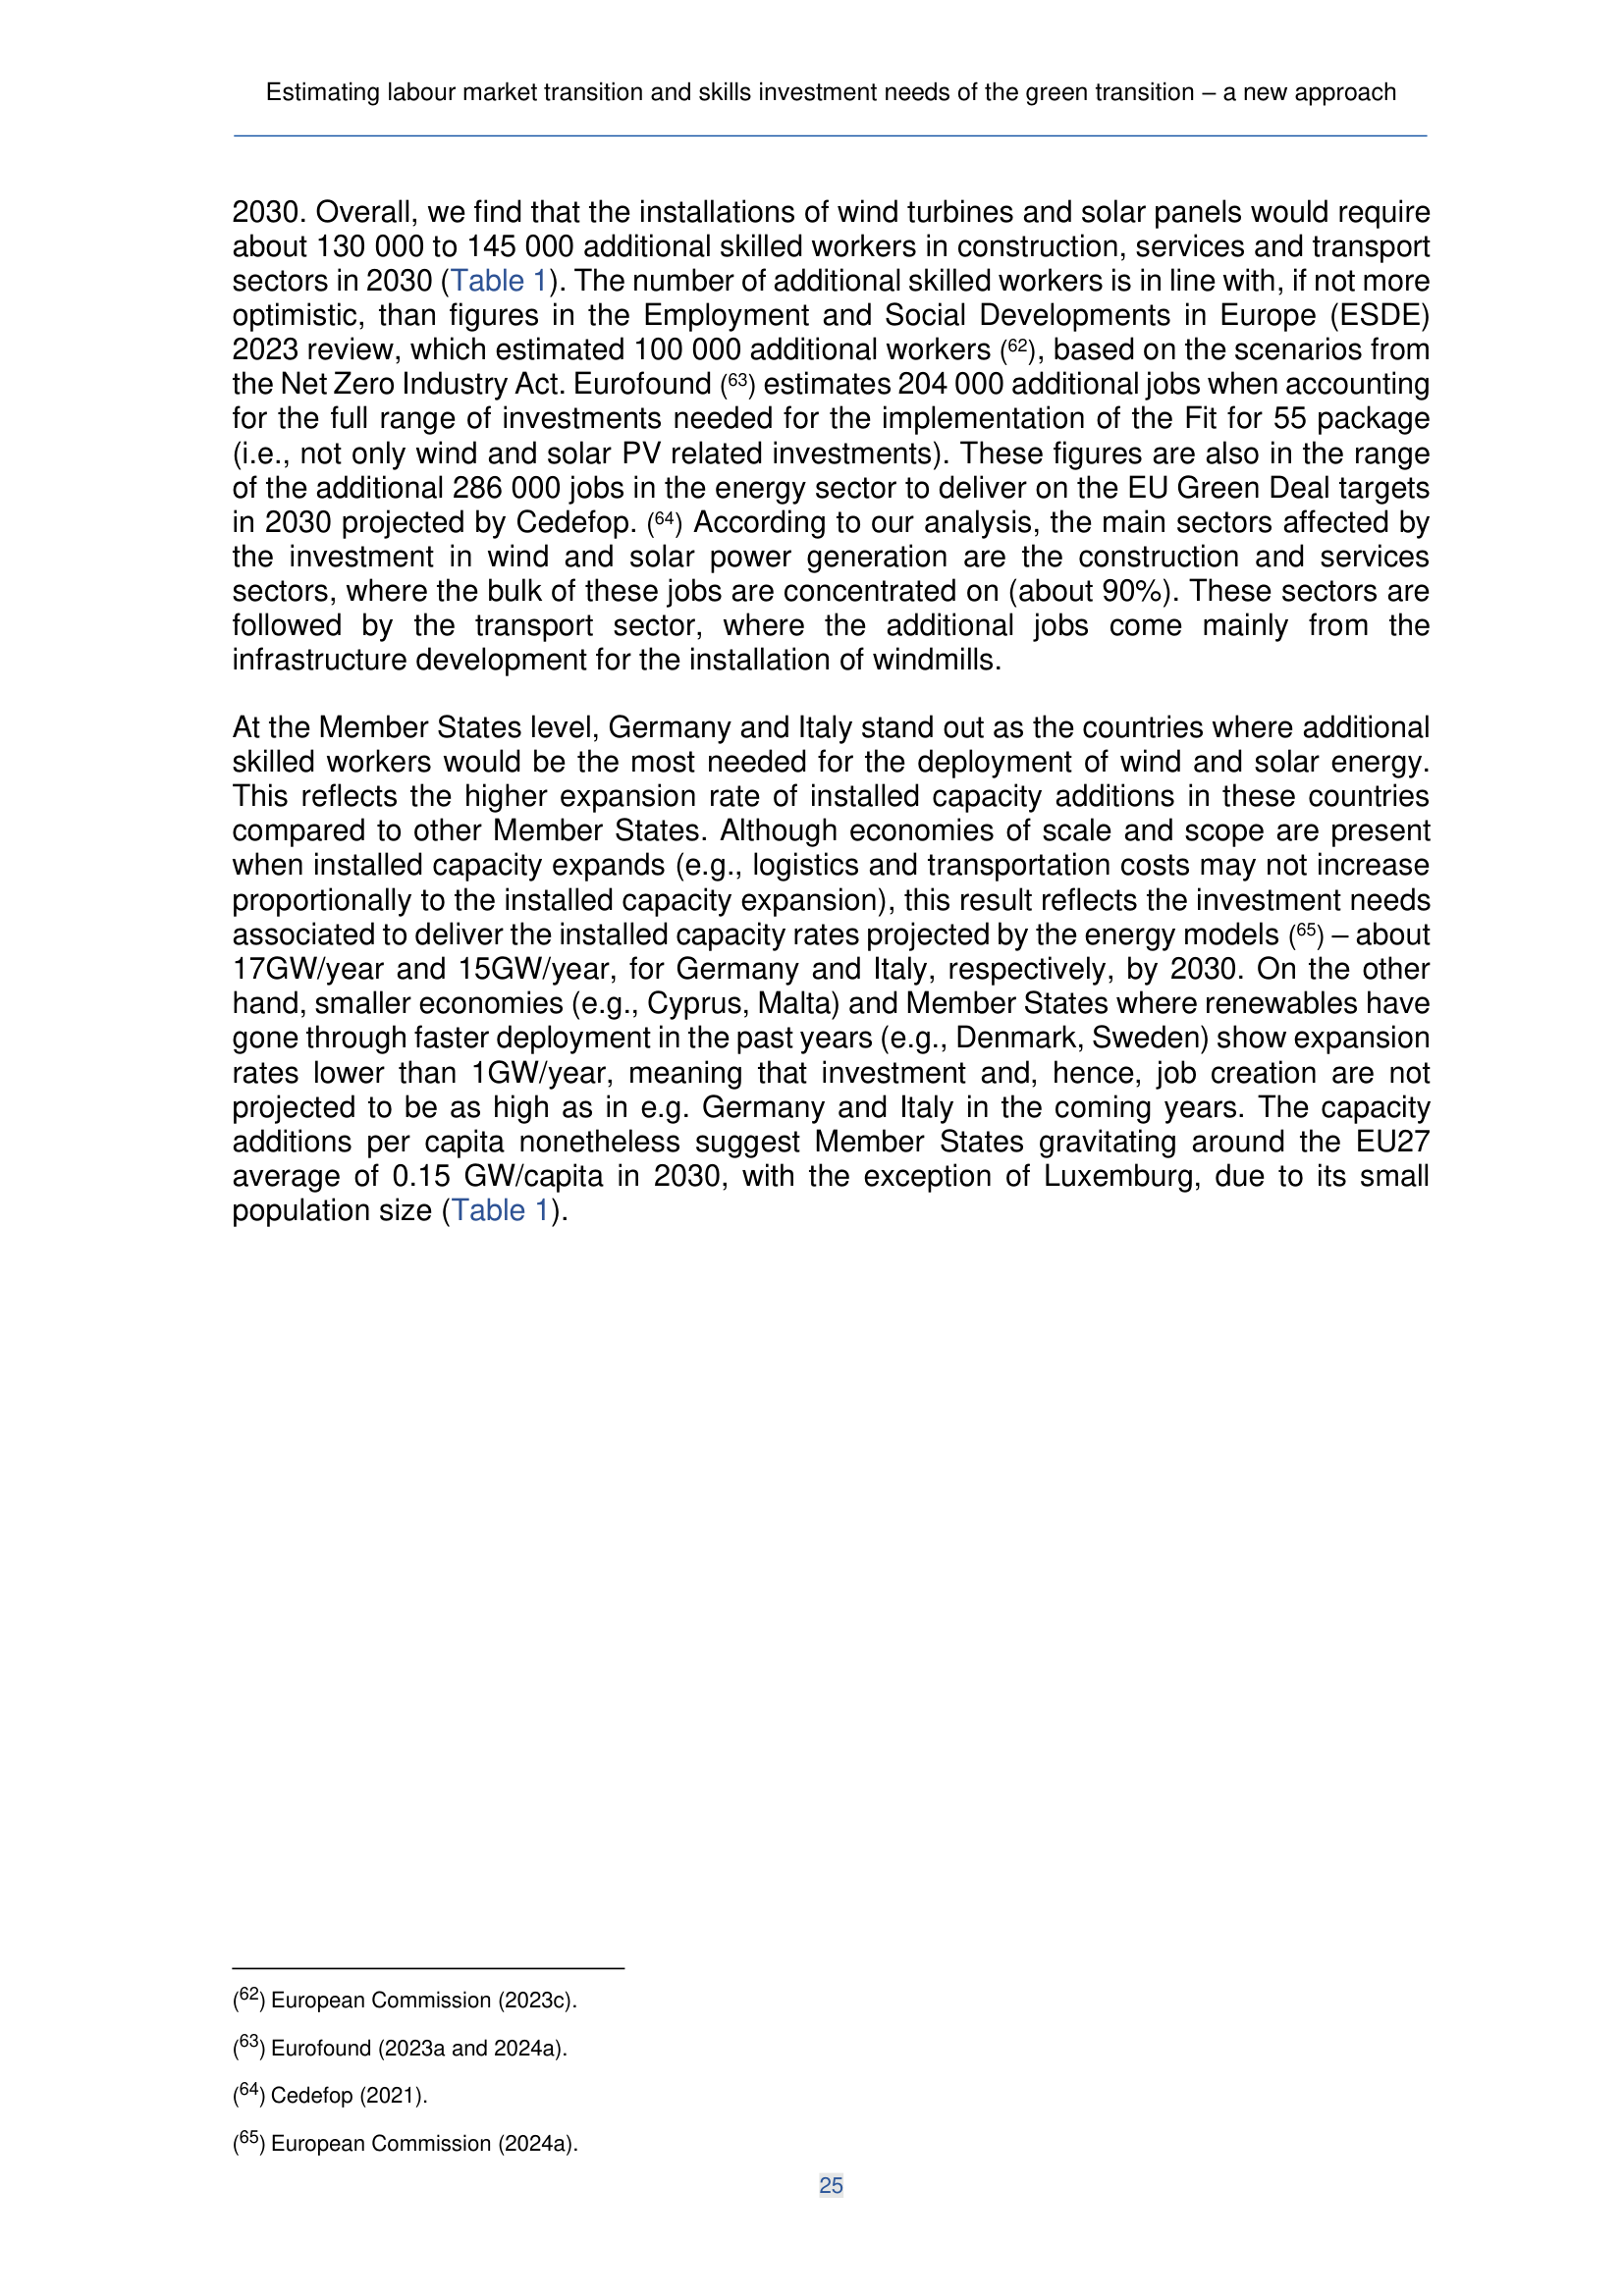 Estimating labour market transition and skills investment needs of the green transition – a new approach
2030. Overall, we find that the installations of wind turbines and solar panels would require
about 130 000 to 145 000 additional skilled workers in construction, services and transport
sectors in 2030 (Table 1). The number of additional skilled workers is in line with, if not more
optimistic, than figures in the Employment and Social Developments in Europe (ESDE)
2023 review, which estimated 100 000 additional workers (62), based on the scenarios from
the Net Zero Industry Act. Eurofound (63) estimates 204 000 additional jobs when accounting
for the full range of investments needed for the implementation of the Fit for 55 package
(i.e., not only wind and solar PV related investments). These figures are also in the range
of the additional 286 000 jobs in the energy sector to deliver on the EU Green Deal targets
in 2030 projected by Cedefop. (64) According to our analysis, the main sectors affected by
the investment in wind and solar power generation are the construction and services
sectors, where the bulk of these jobs are concentrated on (about 90%). These sectors are
followed by the transport sector, where the additional jobs come mainly from the
infrastructure development for the installation of windmills.
At the Member States level, Germany and Italy stand out as the countries where additional
skilled workers would be the most needed for the deployment of wind and solar energy.
This reflects the higher expansion rate of installed capacity additions in these countries
compared to other Member States. Although economies of scale and scope are present
when installed capacity expands (e.g., logistics and transportation costs may not increase
proportionally to the installed capacity expansion), this result reflects the investment needs
associated to deliver the installed capacity rates projected by the energy models (65) – about
17GW/year and 15GW/year, for Germany and Italy, respectively, by 2030. On the other
hand, smaller economies (e.g., Cyprus, Malta) and Member States where renewables have
gone through faster deployment in the past years (e.g., Denmark, Sweden) show expansion
rates lower than 1GW/year, meaning that investment and, hence, job creation are not
projected to be as high as in e.g. Germany and Italy in the coming years. The capacity
additions per capita nonetheless suggest Member States gravitating around the EU27
average of 0.15 GW/capita in 2030, with the exception of Luxemburg, due to its small
population size (Table 1).
(62) European Commission (2023c).
(63) Eurofound (2023a and 2024a).
(64) Cedefop (2021).
(65) European Commission (2024a).
25